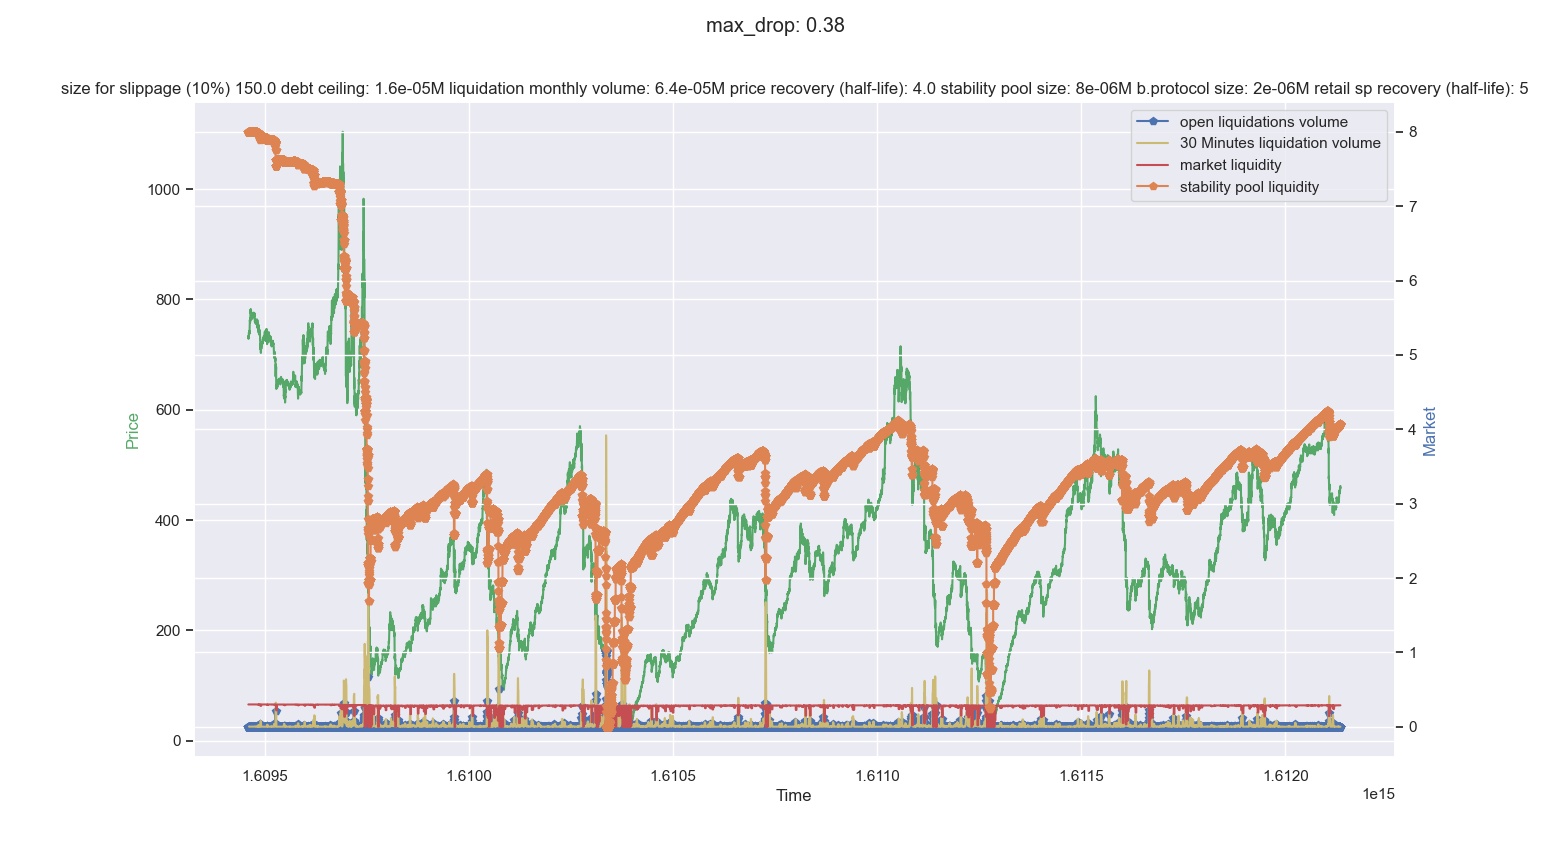 max_drop: 0.38
size for slippage (10%) 150.0 debt ceiling: 1.6e-05M liquidation monthly volume: 6.4e-05M price recovery (half-life): 4.0 stability pool size: 8e-06M b.protocol size: 2e-06M retail sp recovery (half-life): 5
open liquidations volume
30 Minutes liquidation volume
market liquidity
stability pool liquidity
Price
1000
800
600
400
200
0
Market
8
7
6
5
4
3
2
1
0
1.6095 1.6100 1.6105 1.6110 1.6115 1.6120
Time
1e15